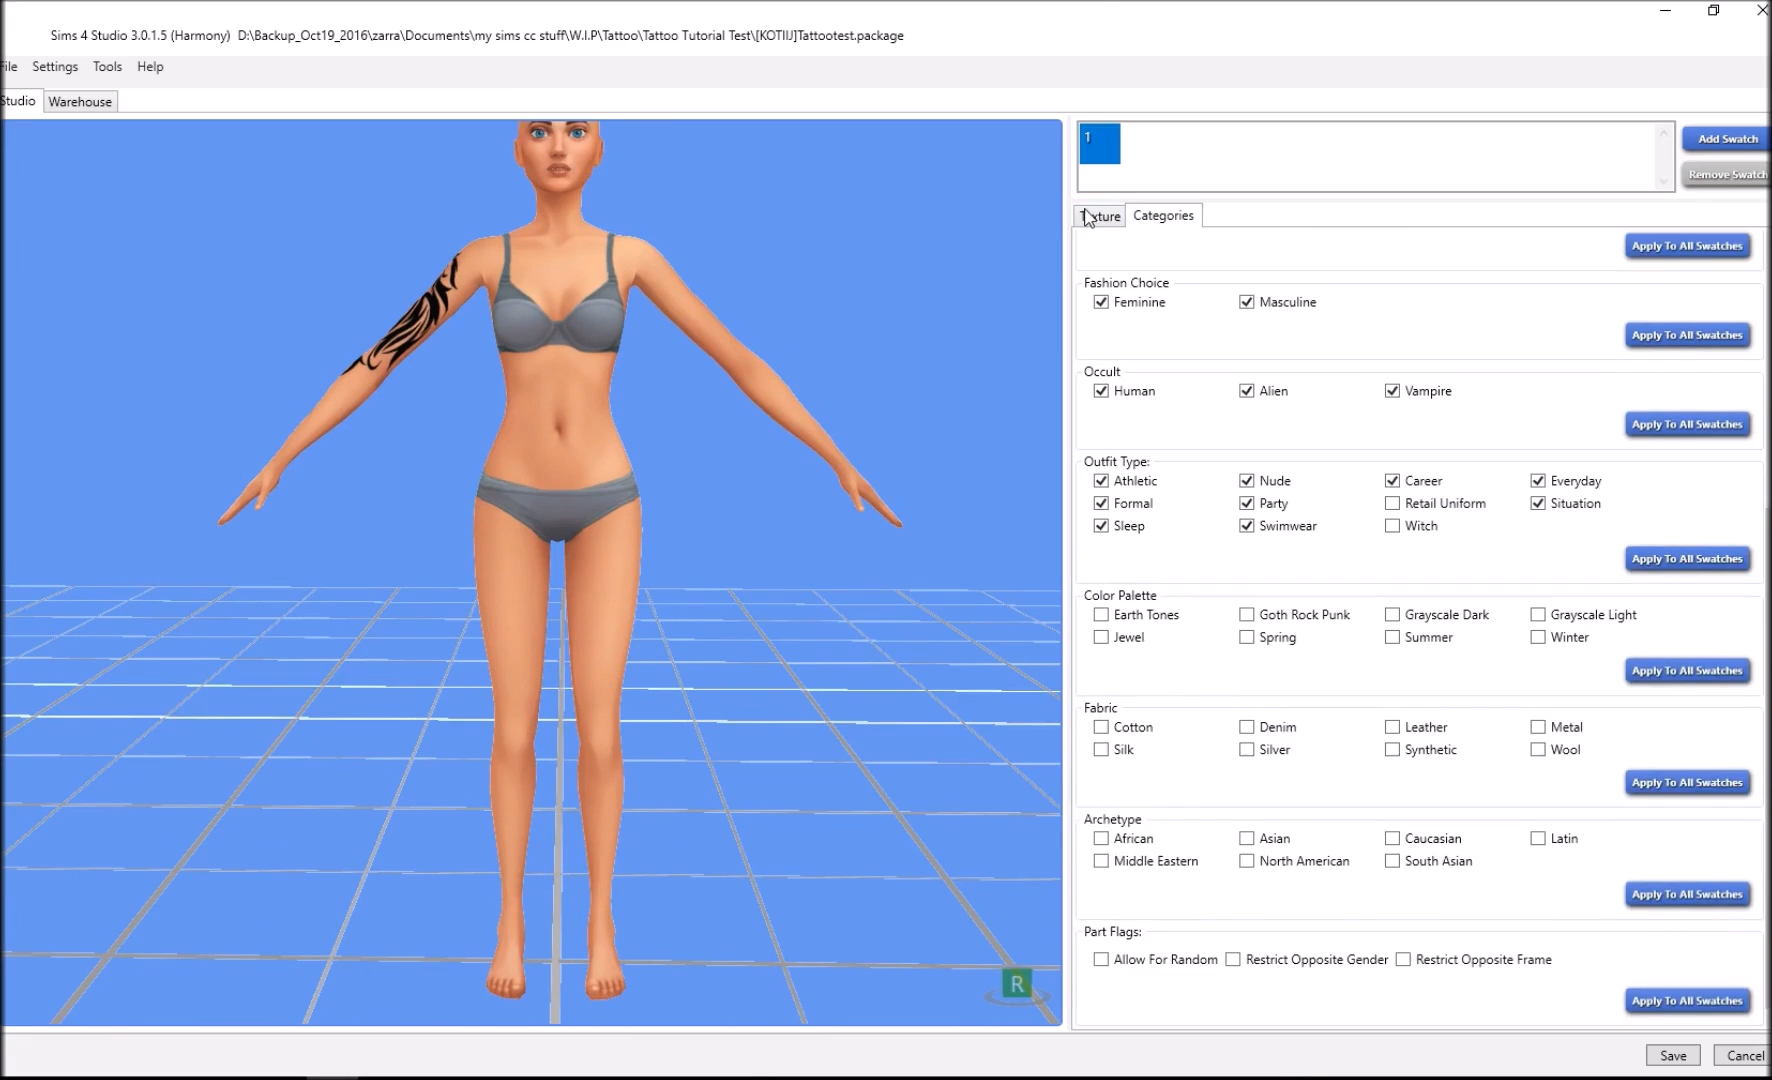 Sims 4 Studio 3.0.1.5 (Harmony) D:\Backup_Oct19_2016\zarra\Documents\my sims cc stuff\W.I.P\Tattoo\Tattoo Tutorial Test\[KOTIIJ]Tattootest.package
File Settings Tools Help
Studio Warehouse
1
Add Swatch
Remove Swatch
Texture Categories
Apply To All Swatches
Fashion Choice
Feminine Masculine
Apply To All Swatches
Occult
Human Alien Vampire
Apply To All Swatches
Outfit Type:
Athletic Nude Career Everyday
Formal Party Retail Uniform Situation
Sleep Swimwear Witch
Apply To All Swatches
Color Palette
Earth Tones Goth Rock Punk Grayscale Dark Grayscale Light
Jewel Spring Summer Winter
Apply To All Swatches
Fabric
Cotton Denim Leather Metal
Silk Silver Synthetic Wool
Apply To All Swatches
Archetype
African Asian Caucasian Latin
Middle Eastern North American South Asian
Apply To All Swatches
Part Flags:
Allow For Random Restrict Opposite Gender Restrict Opposite Frame
R
Apply To All Swatches
Save Cancel